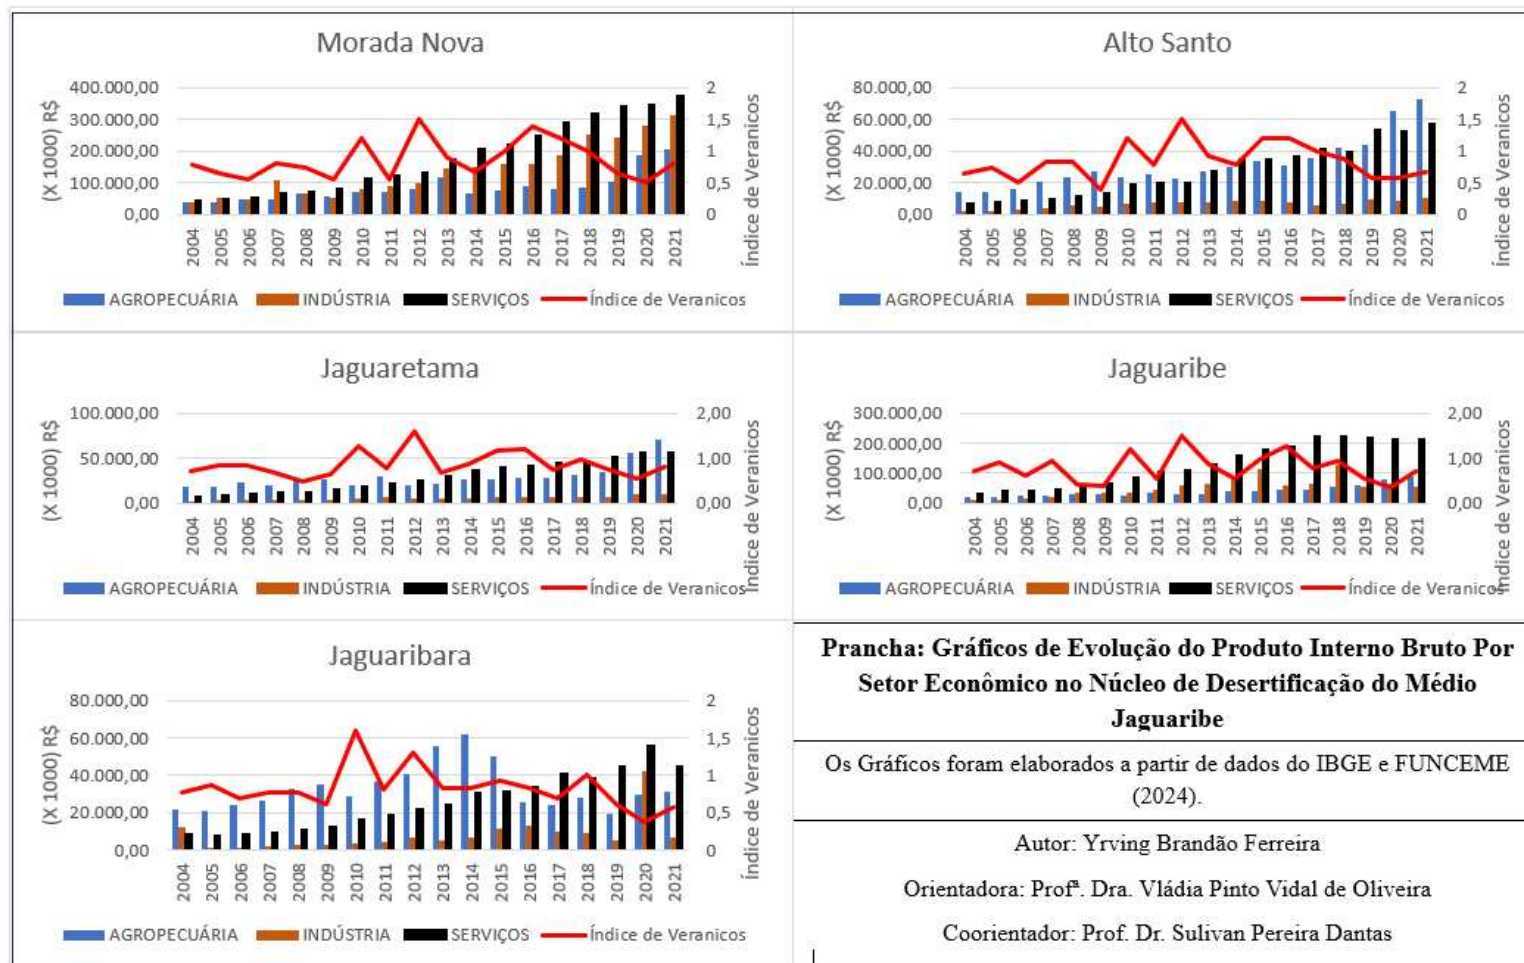 Morada Nova
(X 1000) R$
400.000,00
300.000,00
200.000,00
100.000,00
0,00
2
1,5
1
0,5
0
Índice de Veranicos
2004 2005 2006 2007 2008 2009 2010 2011 2012 2013 2014 2015 2016 2017 2018 2019 2020 2021
AGROPECUÁRIA INDÚSTRIA SERVIÇOS Índice de Veranicos
Alto Santo
(X 1000) R$
80.000,00
60.000,00
40.000,00
20.000,00
0,00
2
1,5
1
0,5
0
Índice de Veranicos
2004 2005 2006 2007 2008 2009 2010 2011 2012 2013 2014 2015 2016 2017 2018 2019 2020 2021
AGROPECUÁRIA INDÚSTRIA SERVIÇOS Índice de Veranicos
Jaguaretama
(X 1000) R$
100.000,00
50.000,00
0,00
2,00
1,00
0,00
Índice de Veranicos
2004 2005 2006 2007 2008 2009 2010 2011 2012 2013 2014 2015 2016 2017 2018 2019 2020 2021
AGROPECUÁRIA INDÚSTRIA SERVIÇOS Índice de Veranicos
Jaguaribe
(X 1000) R$
300.000,00
200.000,00
100.000,00
0,00
2,00
1,00
0,00
Índice de Veranicos
2004 2005 2006 2007 2008 2009 2010 2011 2012 2013 2014 2015 2016 2017 2018 2019 2020 2021
AGROPECUÁRIA INDÚSTRIA SERVIÇOS Índice de Veranicos
Jaguaribara
(X 1000) R$
80.000,00
60.000,00
40.000,00
20.000,00
0,00
2
1,5
1
0,5
0
Índice de Veranicos
2004 2005 2006 2007 2008 2009 2010 2011 2012 2013 2014 2015 2016 2017 2018 2019 2020 2021
AGROPECUÁRIA INDÚSTRIA SERVIÇOS Índice de Veranicos
Prancha: Gráficos de Evolução do Produto Interno Bruto Por
Setor Econômico no Núcleo de Desertificação do Médio
Jaguaribe
Os Gráficos foram elaborados a partir de dados do IBGE e FUNCEME
(2024).
Autor: Yrving Brandão Ferreira
Orientadora: Profª. Dra. Vládia Pinto Vidal de Oliveira
Coorientador: Prof. Dr. Sulivan Pereira Dantas